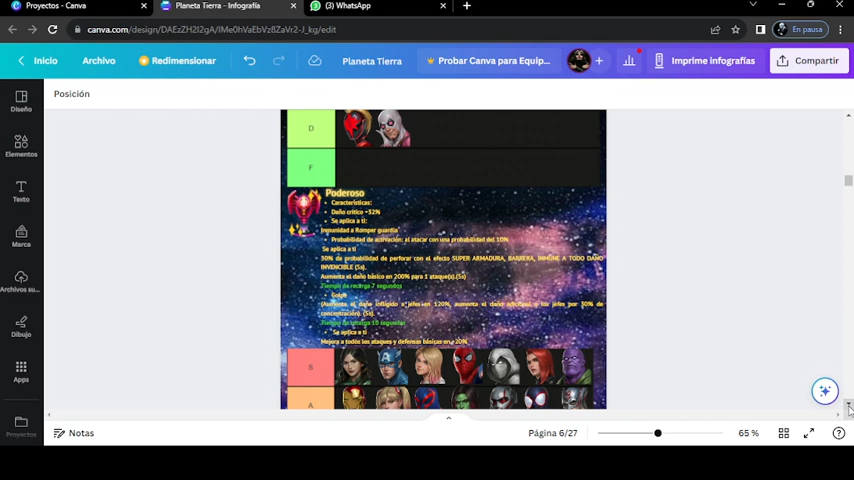 Proyectos - Canva
Planeta Tierra - Infografía
(3) WhatsApp
canva.com/design/DAEzZH2I2gA/IMe0hVaEbVz8ZaVr2-J_kg/edit
En pausa
Inicio
Archivo
Redimensionar
Planeta Tierra
Probar Canva para Equip...
Imprime infografías
Compartir
Posición
Diseño
Elementos
Texto
Marca
Archivos su...
Dibujo
Apps
Proyectos
D
F
Poderoso
• Características:
• Daño crítico +32%
• Se aplica a ti:
Inmunidad a Romper guardia
• Probabilidad de activación: al atacar con una probabilidad del 10%
Se aplica a ti
30% de probabilidad de perforar con el efecto SUPER ARMADURA, BARRERA, INMUNE A TODO DAÑO
INVENCIBLE (5s).
Aumenta el daño básico en 200% para 1 ataque(s).(5s)
Tiempo de recarga 7 segundos
• Golpe
(Aumenta el daño infligido a jefes en 120%, aumenta el daño adicional a los jefes por 30% de
concentración). (5s).
Tiempo de recarga 10 segundos
• Se aplica a ti
Mejora a todos los ataques y defensas básicas en +20%
S
A
Notas
Página 6/27
65 %